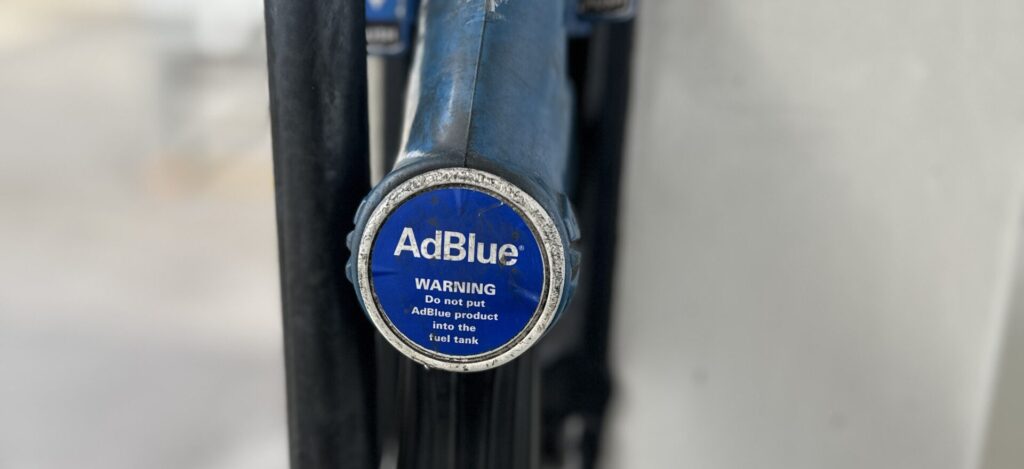 AdBlue®
WARNING
Do not put
AdBlue product
into the
fuel tank